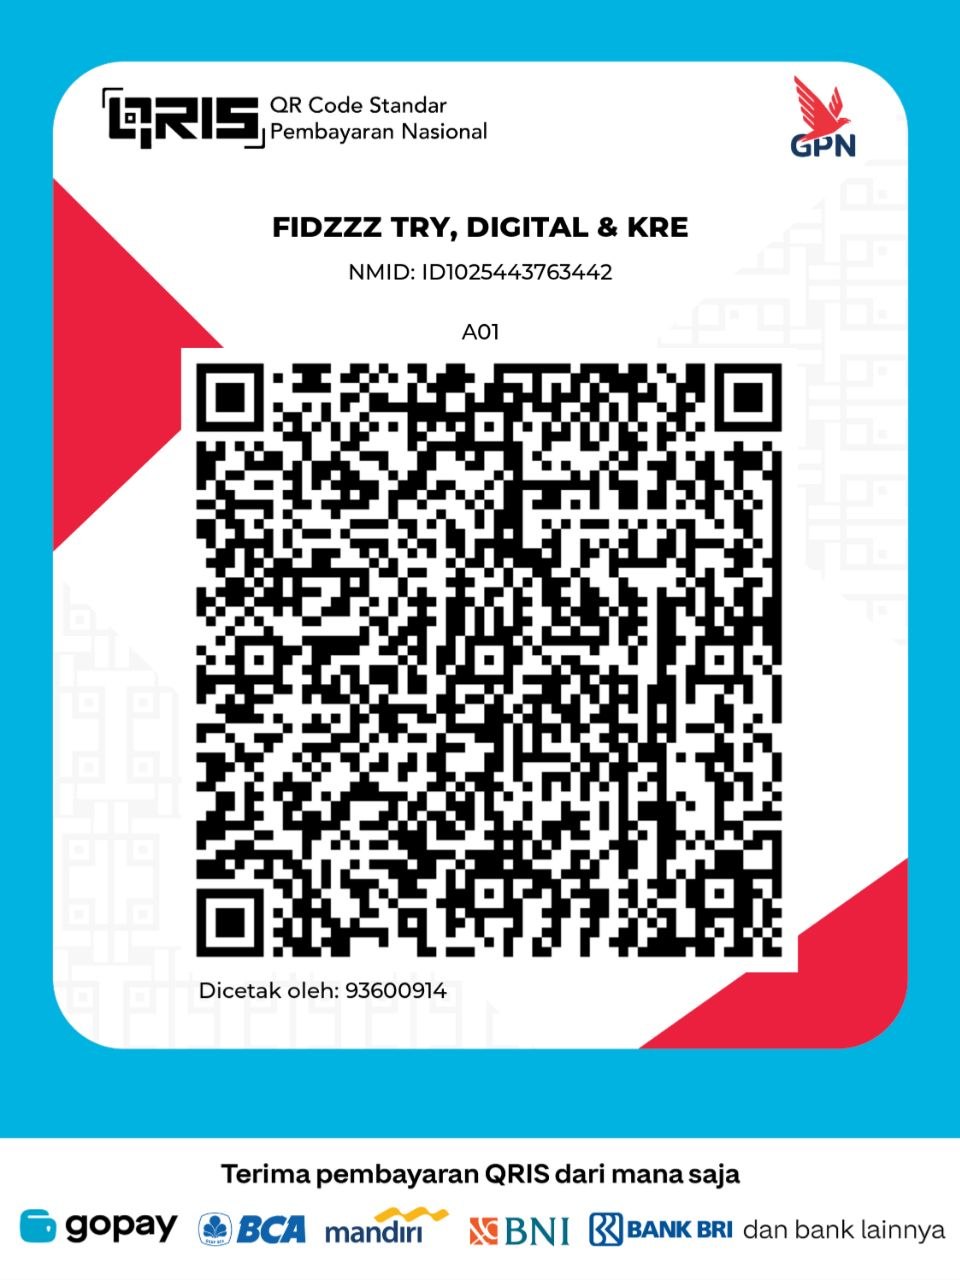 QRIS QR Code Standar
Pembayaran Nasional
GPN
FIDZZZ TRY, DIGITAL & KRE
NMID: ID1025443763442
A01
Dicetak oleh: 93600914
Terima pembayaran QRIS dari mana saja
gopay BCA mandiri BNI BANK BRI dan bank lainnya